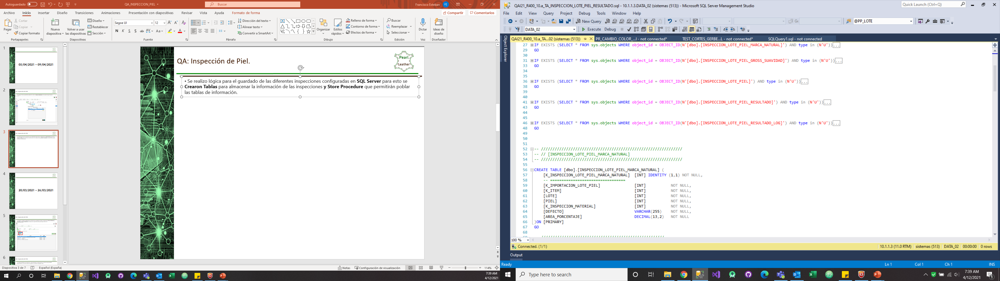 Autoguardado
QA_INSPECCION_PIEL
Buscar
Francisco Esteban
FE
Archivo
Inicio
Insertar
Diseño
Transiciones
Animaciones
Presentación con diapositivas
Revisar
Vista
Ayuda
Formato de forma
Compartir
Comentarios
Pegar
Cortar
Copiar
Copiar formato
Portapapeles
Nueva diapositiva
Volver a usar las diapositivas
Diseño
Restablecer
Sección
Diapositivas
Segoe UI
12
Fuente
Dirección del texto
Alinear texto
Convertir a SmartArt
Párrafo
Organizar
Estilos rápidos
Relleno de forma
Contorno de forma
Efectos de forma
Dibujo
Buscar
Reemplazar
Seleccionar
Edición
Dictar
Voz
Ideas de diseño
Diseñador
1
05/04/2021 – 09/04/2021
2
3
4
20/03/2021 – 26/03/2021
5
6
QA: Inspección de Piel.
Pearl
Leather
• Se realizo lógica para el guardado de las diferentes inspecciones configuradas en SQL Server para esto se
Crearon Tablas para almacenar la información de las inspecciones y Store Procedure que permitirán poblar
las tablas de información.
Diapositiva 3 de 7
Español (España)
Notas
Configuración de visualización
114%
7:39 AM
4/12/2021
QAI21_R400_10.a_TA_INSPECCION_LOTE_PIEL_RESULTADO.sql - 10.1.1.3.DATA_02 (sistemas (513)) - Microsoft SQL Server Management Studio
Quick Launch (Ctrl+Q)
File Edit View Query Project Debug Tools Window Help
New Query
@PP_LOTE
DATA_02
Execute
Debug
Object Explorer
QAI21_R400_10.a_TA...02 (sistemas (513))
PR_CAMBIO_COLOR_...l - not connected*
TEST_CORTES_GERBE...L - not connected*
SQLQuery1.sql - not connected
27 IF EXISTS (SELECT * FROM sys.objects WHERE object_id = OBJECT_ID(N'[dbo].[INSPECCION_LOTE_PIEL_MARCA_NATURAL]') AND type in (N'U'))...
29 GO
30
31 IF EXISTS (SELECT * FROM sys.objects WHERE object_id = OBJECT_ID(N'[dbo].[INSPECCION_LOTE_PIEL_GROSS_SUAVIDAD]') AND type in (N'U'))...
33 GO
34
35
36 IF EXISTS (SELECT * FROM sys.objects WHERE object_id = OBJECT_ID(N'[dbo].[INSPECCION_LOTE_PIEL]') AND type in (N'U'))...
38 GO
39
40
41 IF EXISTS (SELECT * FROM sys.objects WHERE object_id = OBJECT_ID(N'[dbo].[INSPECCION_LOTE_PIEL_RESULTADO]') AND type in (N'U'))...
43 GO
44
45
46 IF EXISTS (SELECT * FROM sys.objects WHERE object_id = OBJECT_ID(N'[dbo].[INSPECCION_LOTE_PIEL_RESULTADO_LOG]') AND type in (N'U'))...
48 GO
49
50
51
52 -- //////////////////////////////////////////////////////////////
53 -- // [INSPECCION_LOTE_PIEL_MARCA_NATURAL]
54 -- //////////////////////////////////////////////////////////////
55
56 CREATE TABLE [dbo].[INSPECCION_LOTE_PIEL_MARCA_NATURAL] (
57 [K_INSPECCION_LOTE_PIEL_MARCA_NATURAL] [INT] IDENTITY (1,1) NOT NULL,
58 -- =================================
59 [K_IMPORTACION_LOTE_PIEL] [INT] NOT NULL,
60 [K_ITEM] [INT] NOT NULL,
61 [LOTE] [INT] NOT NULL,
62 [PIEL] [INT] NOT NULL,
63 [K_INSPECCION_MATERIAL] [INT] NOT NULL,
64 [DEFECTO] VARCHAR(255) NOT NULL,
65 [AREA_PORCENTAJE] DECIMAL(13,2) NOT NULL
66 )ON [PRIMARY]
67 GO
68
100 %
Connected. (1/1)
10.1.1.3 (11.0 RTM)
sistemas (513)
DATA_02
00:00:00
0 rows
Output
Ready
Ln 1
Col 1
Ch 1
INS
Type here to search
7:39 AM
4/12/2021